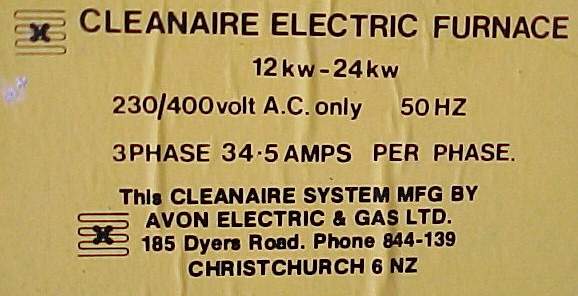 CLEANAIRE ELECTRIC FURNACE
12kw-24kw
230/400volt A.C. only 50HZ
3PHASE 34·5 AMPS PER PHASE.
This CLEANAIRE SYSTEM MFG BY
AVON ELECTRIC & GAS LTD.
185 Dyers Road. Phone 844-139
CHRISTCHURCH 6 NZ